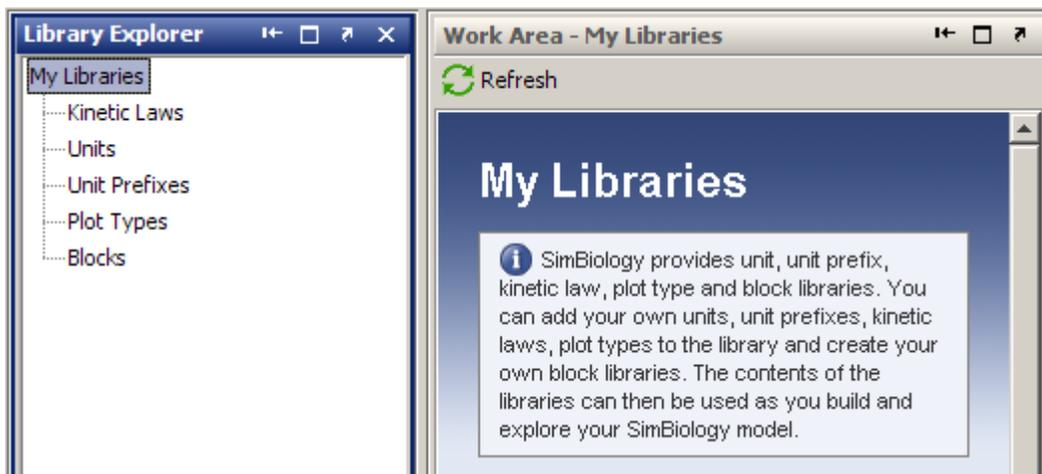 Library Explorer
My Libraries
Kinetic Laws
Units
Unit Prefixes
Plot Types
Blocks
Work Area - My Libraries
Refresh
My Libraries
SimBiology provides unit, unit prefix,
kinetic law, plot type and block libraries. You
can add your own units, unit prefixes, kinetic
laws, plot types to the library and create your
own block libraries. The contents of the
libraries can then be used as you build and
explore your SimBiology model.